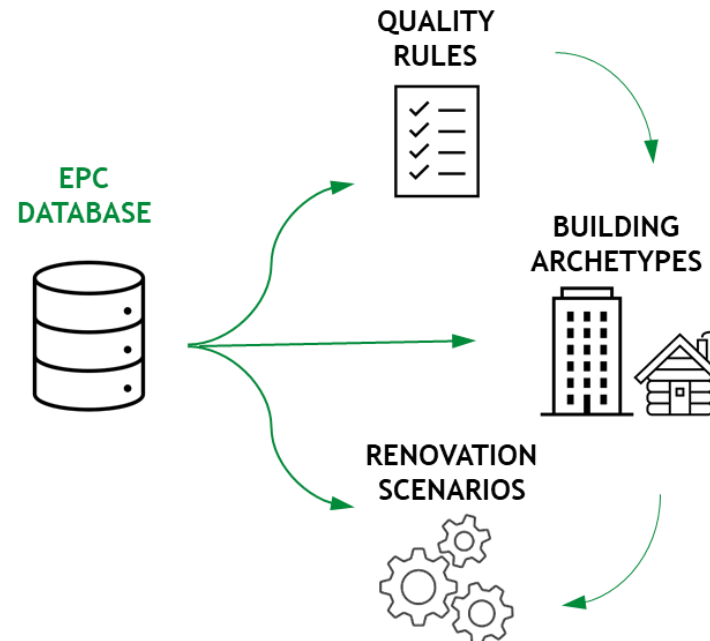 QUALITY
RULES
EPC
DATABASE
BUILDING
ARCHETYPES
RENOVATION
SCENARIOS